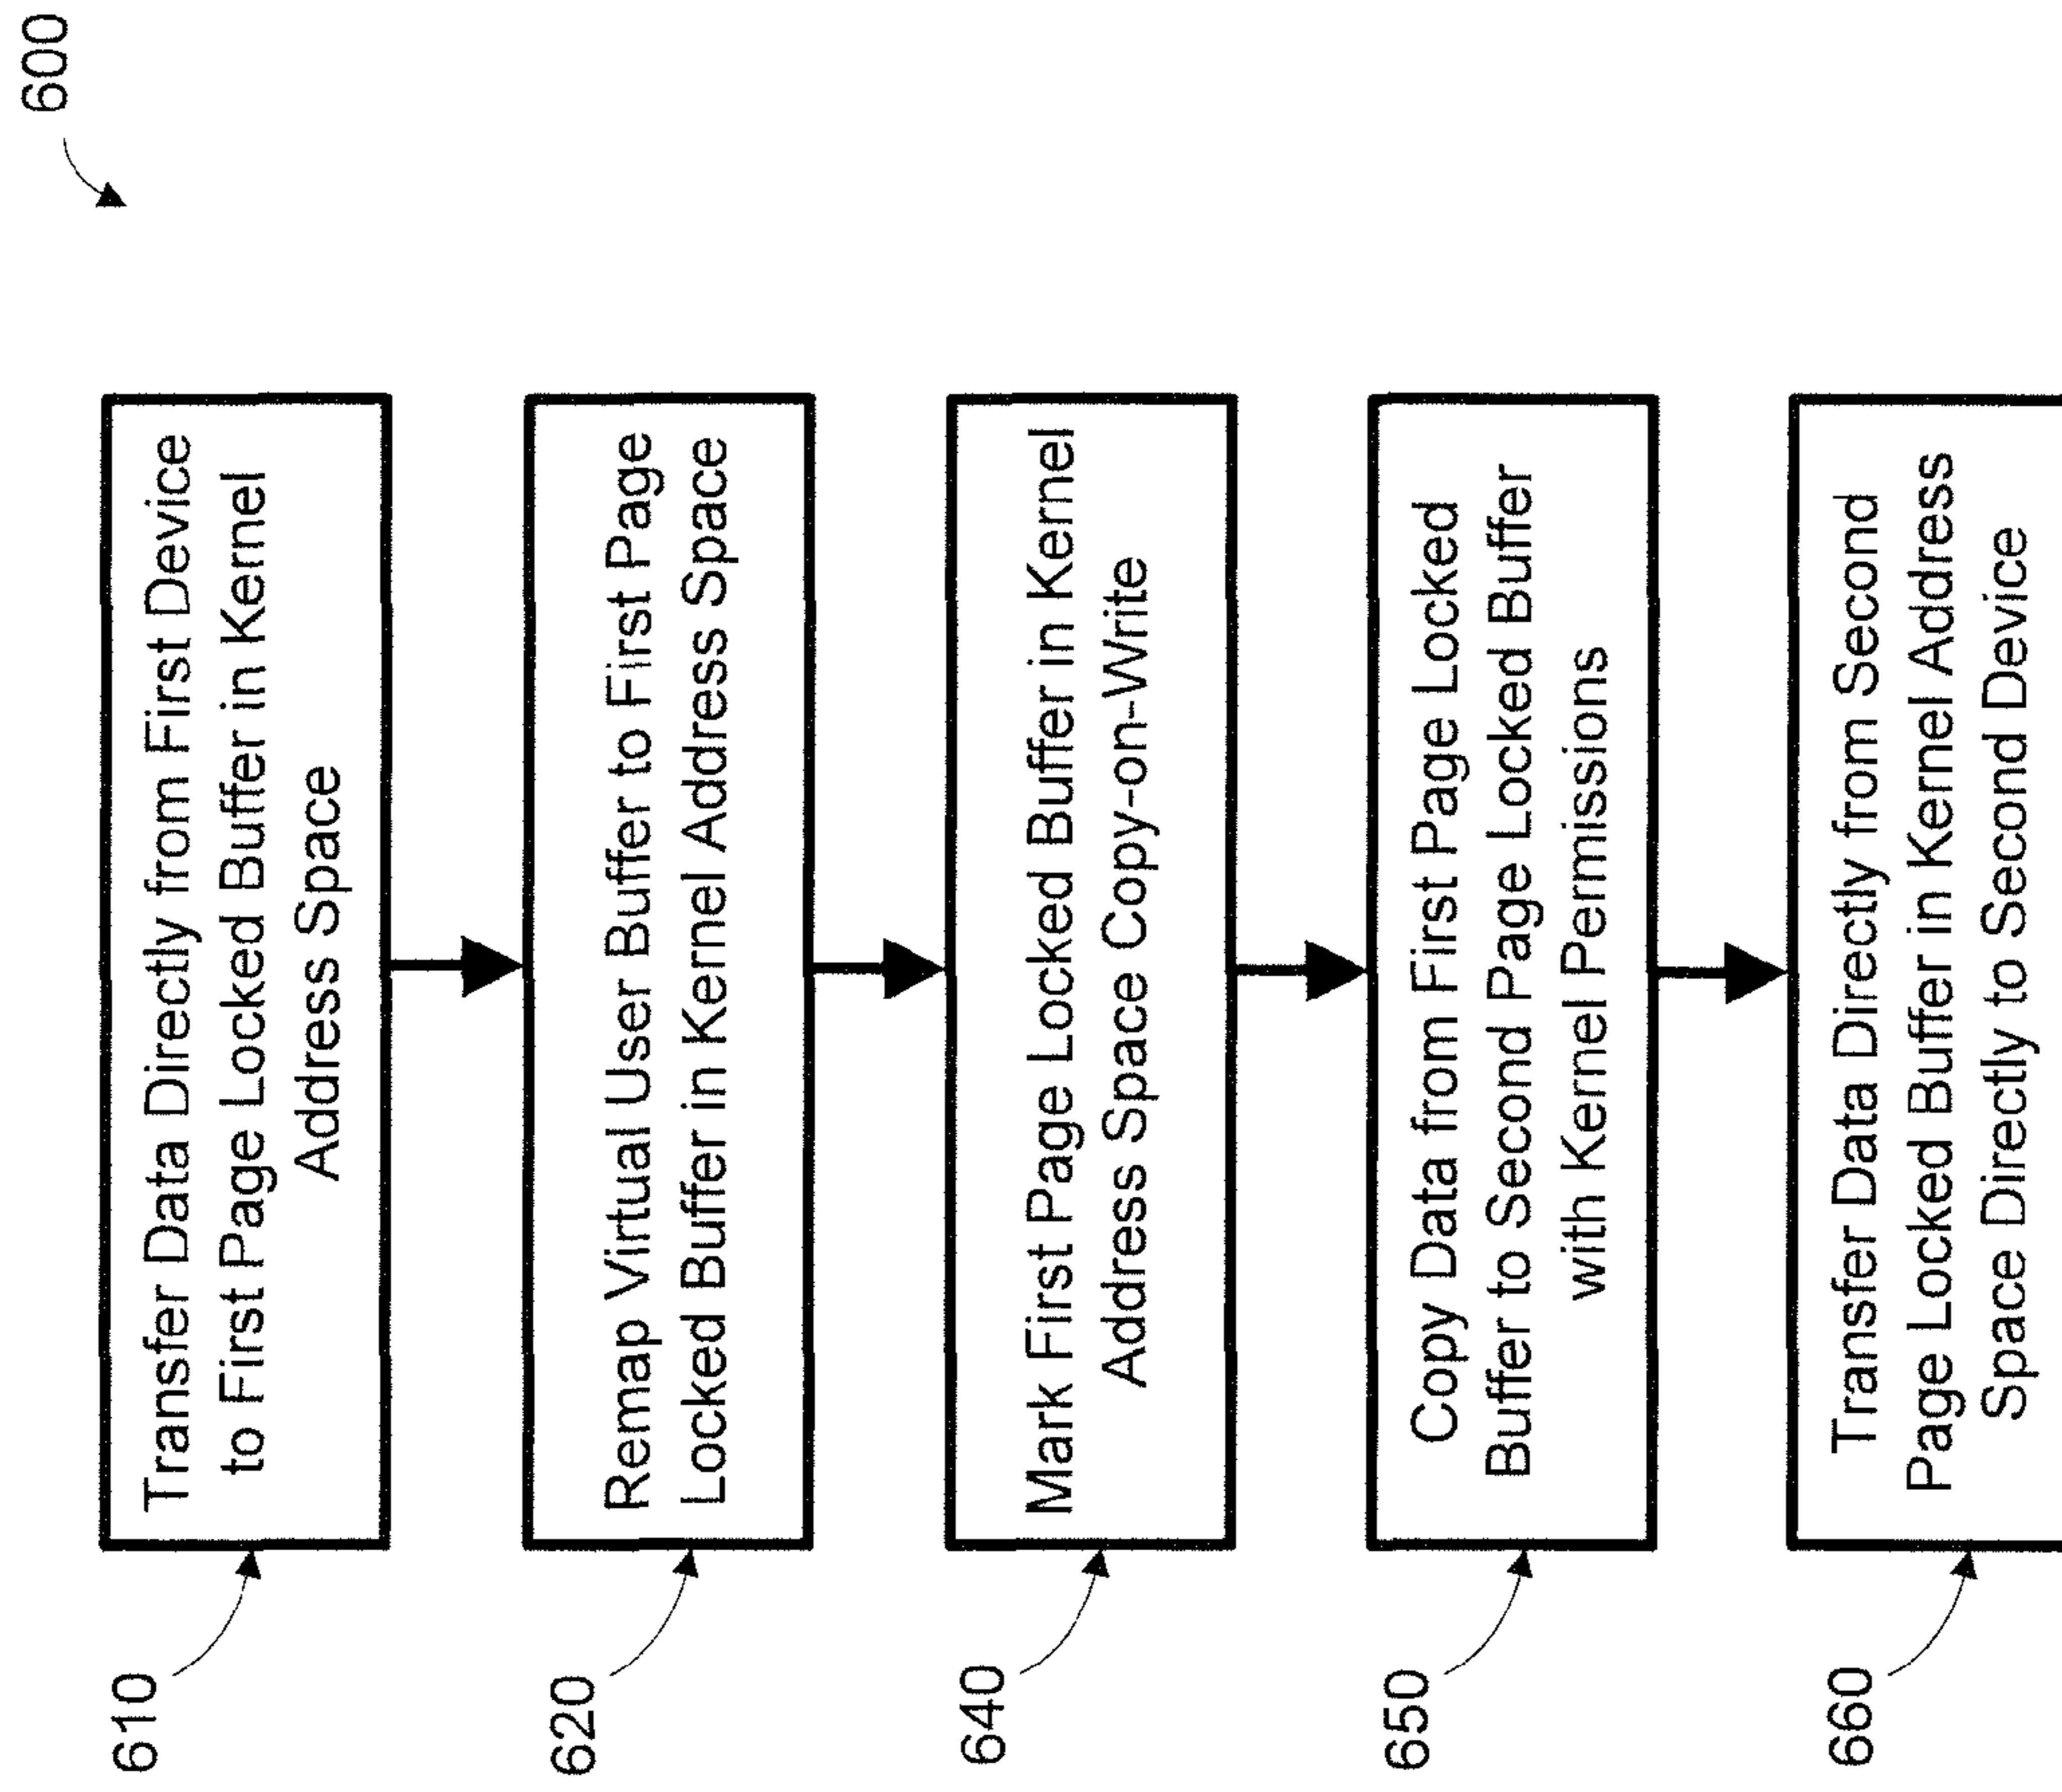 600
610
Transfer Data Directly from First Device
to First Page Locked Buffer in Kernel
Address Space
620
Remap Virtual User Buffer to First Page
Locked Buffer in Kernel Address Space
640
Mark First Page Locked Buffer in Kernel
Address Space Copy-on-Write
650
Copy Data from First Page Locked
Buffer to Second Page Locked Buffer
with Kernel Permissions
660
Transfer Data Directly from Second
Page Locked Buffer in Kernel Address
Space Directly to Second Device